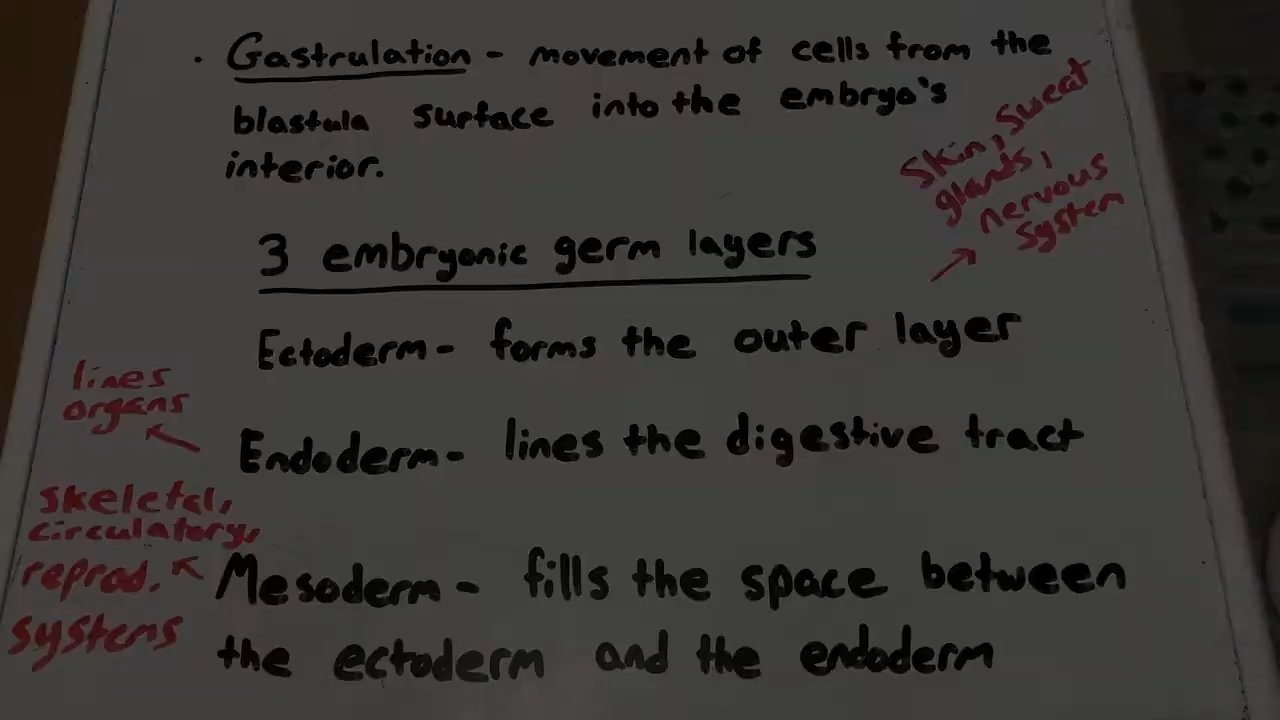 · Gastrulation - movement of cells from the
blastula surface into the embryo's
interior.
Skin, Sweat
glands,
nervous
System
3 embryonic germ layers
Ectoderm - forms the outer layer
lines
organs
Endoderm - lines the digestive tract
skeletal,
circulatory,
reprod.
systems
Mesoderm - fills the space between
the ectoderm and the endoderm